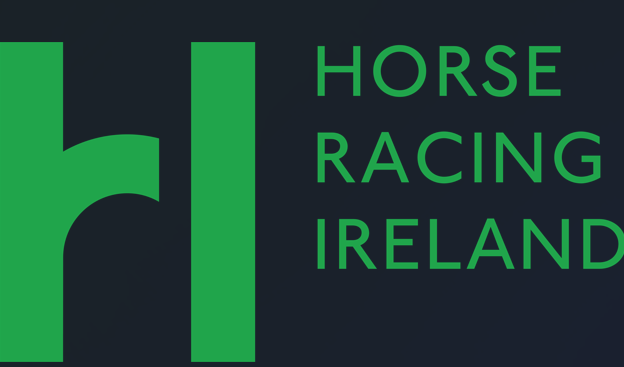 HORSE
RACING
IRELAND